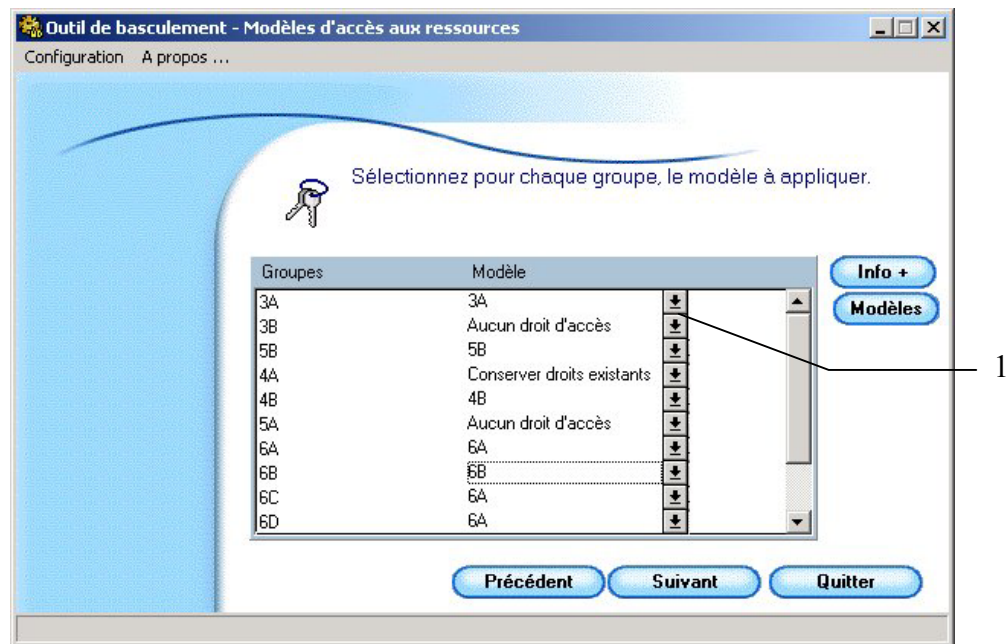 Outil de basculement - Modèles d'accès aux ressources
Configuration A propos ...
Sélectionnez pour chaque groupe, le modèle à appliquer.
Groupes Modèle
3A 3A
3B Aucun droit d'accès
5B 5B
4A Conserver droits existants
4B 4B
5A Aucun droit d'accès
6A 6A
6B 6B
6C 6A
6D 6A
Info +
Modèles
1
Précédent Suivant Quitter